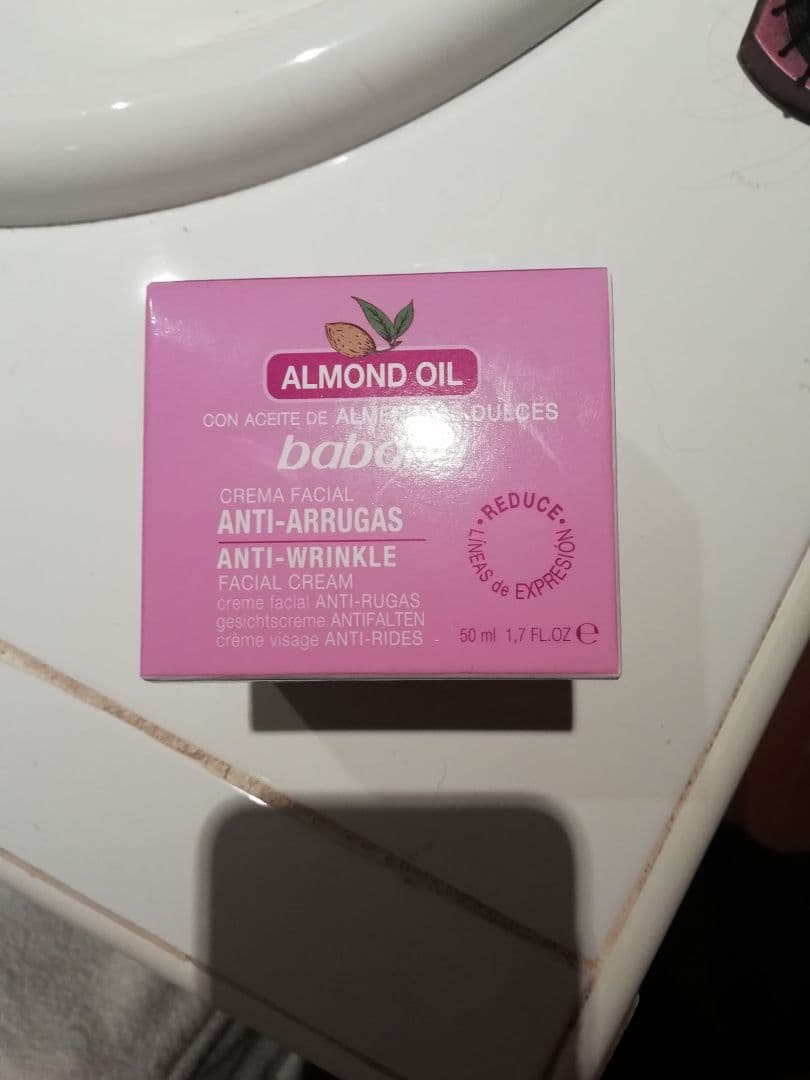 ALMOND OIL
CON ACEITE DE DULCES
CREMA FACIAL
ANTI-ARRUGAS
ANTI-WRINKLE
FACIAL CREAM
creme facial ANTI-RUGAS
gesichtscreme ANTIFALTEN
crème visage ANTI-RIDES
•REDUCE•
LÍNEAS de EXPRESIÓN
50 ml 1,7 FL.OZ ℮